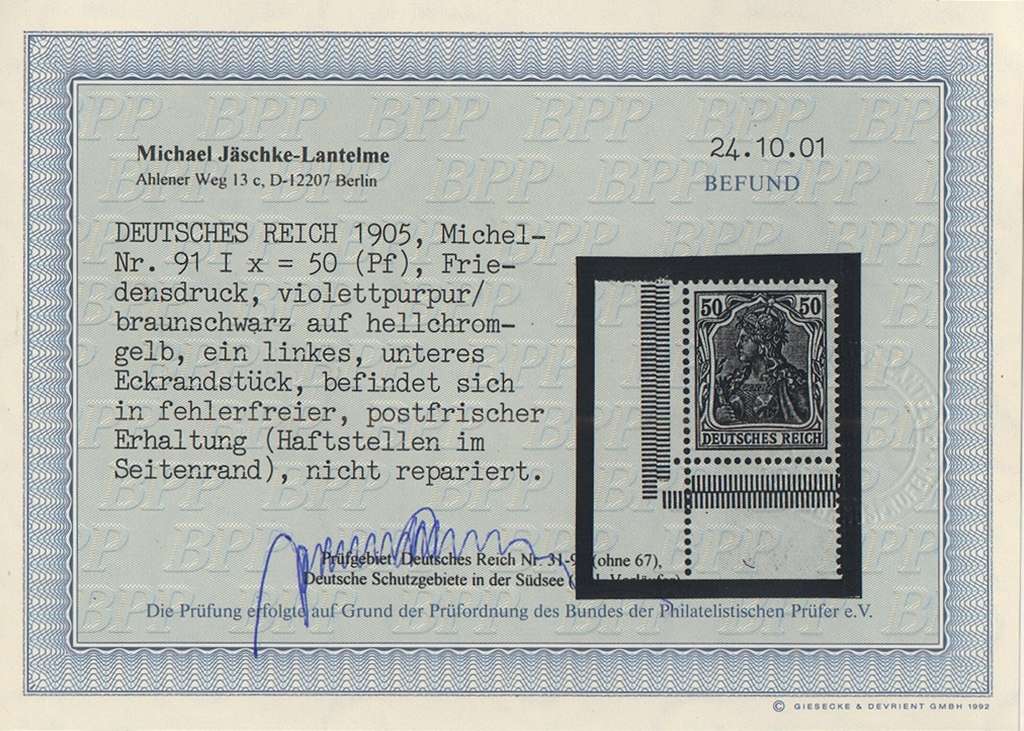 Michael Jäschke-Lantelme
Ahlener Weg 13 c, D-12207 Berlin
24.10.01
BEFUND
DEUTSCHES REICH 1905, Michel-
Nr. 91 I x = 50 (Pf), Frie-
densdruck, violettpurpur/
braunschwarz auf hellchrom-
gelb, ein linkes, unteres
Eckrandstück, befindet sich
in fehlerfreier, postfrischer
Erhaltung (Haftstellen im
Seitenrand), nicht repariert.
50 50
DEUTSCHES REICH
Prüfgebiet: Deutsches Reich Nr. (ohne 67),
Deutsche Schutzgebiete in der Südsee
Die Prüfung erfolgte auf Grund der Prüfordnung des Bundes der Philatelistischen Prüfer e.V.
© GIESECKE & DEVRIENT GMBH 1992
BPP